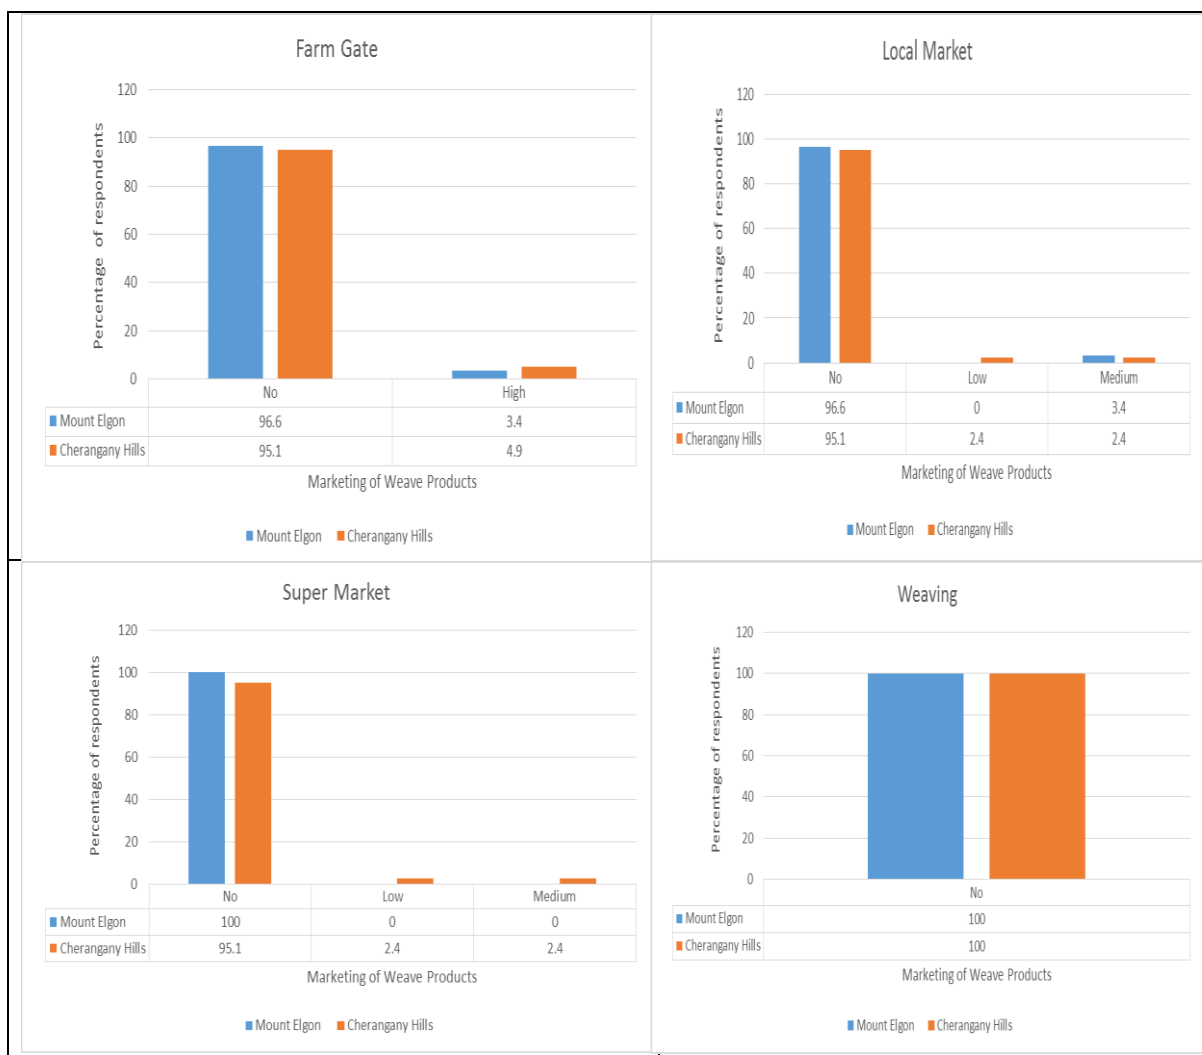 Farm Gate
Percentage of respondents
120
100
80
60
40
20
0
No High
Mount Elgon 96.6 3.4
Cherangany Hills 95.1 4.9
Marketing of Weave Products
Mount Elgon Cherangany Hills
Local Market
Percentage of respondents
120
100
80
60
40
20
0
No Low Medium
Mount Elgon 96.6 0 3.4
Cherangany Hills 95.1 2.4 2.4
Marketing of Weave Products
Mount Elgon Cherangany Hills
Super Market
Percentage of respondents
120
100
80
60
40
20
0
No Low Medium
Mount Elgon 100 0 0
Cherangany Hills 95.1 2.4 2.4
Marketing of Weave Products
Mount Elgon Cherangany Hills
Weaving
Percentage of respondents
120
100
80
60
40
20
0
No
Mount Elgon 100
Cherangany Hills 100
Marketing of Weave Products
Mount Elgon Cherangany Hills